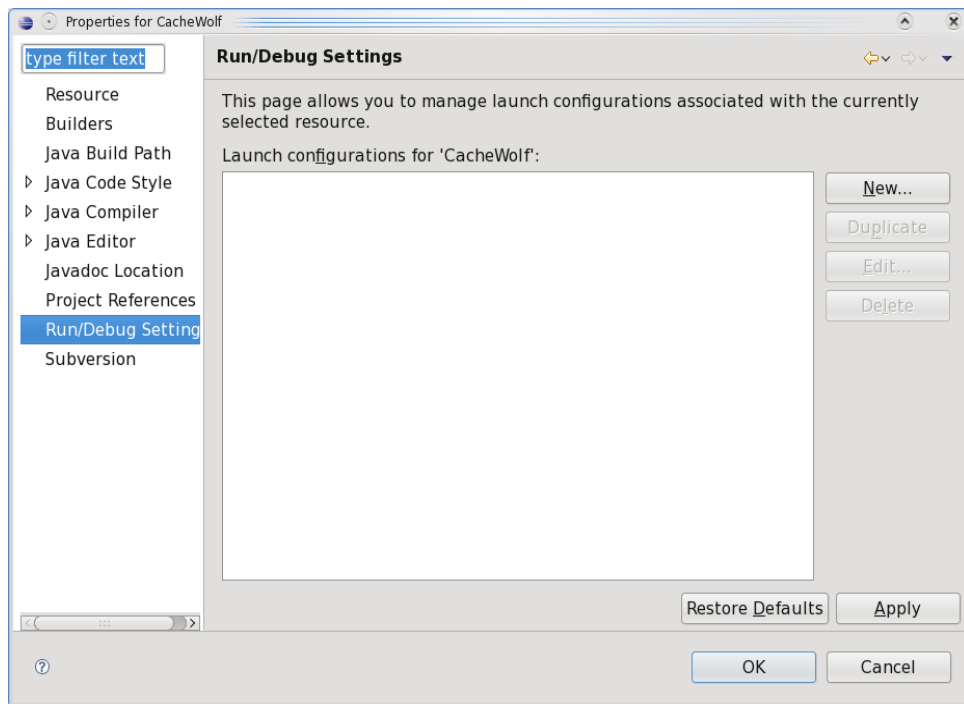 Properties for CacheWolf
type filter text
Resource
Builders
Java Build Path
Java Code Style
Java Compiler
Java Editor
Javadoc Location
Project References
Run/Debug Setting
Subversion
Run/Debug Settings
This page allows you to manage launch configurations associated with the currently
selected resource.
Launch configurations for 'CacheWolf':
New...
Duplicate
Edit...
Delete
Restore Defaults
Apply
OK
Cancel